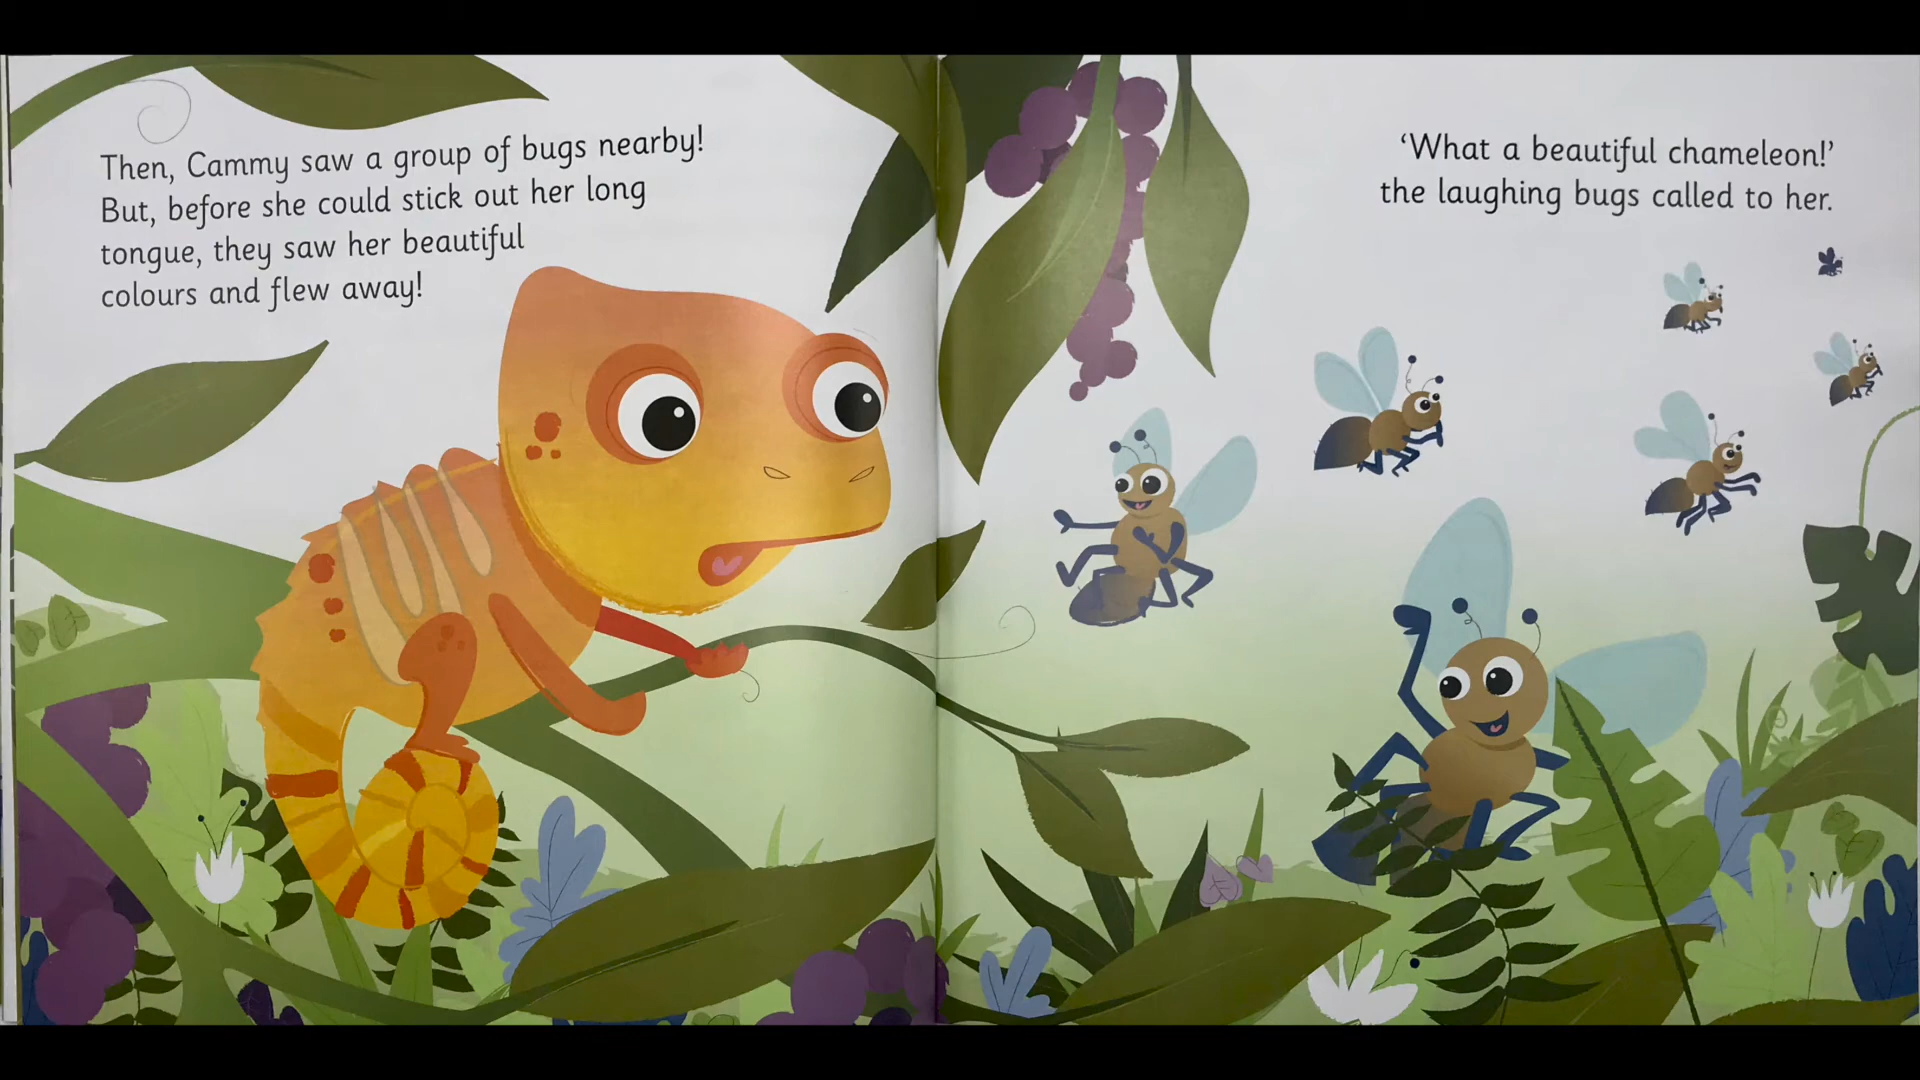 Then, Cammy saw a group of bugs nearby!
But, before she could stick out her long
tongue, they saw her beautiful
colours and flew away!
‘What a beautiful chameleon!’
the laughing bugs called to her.